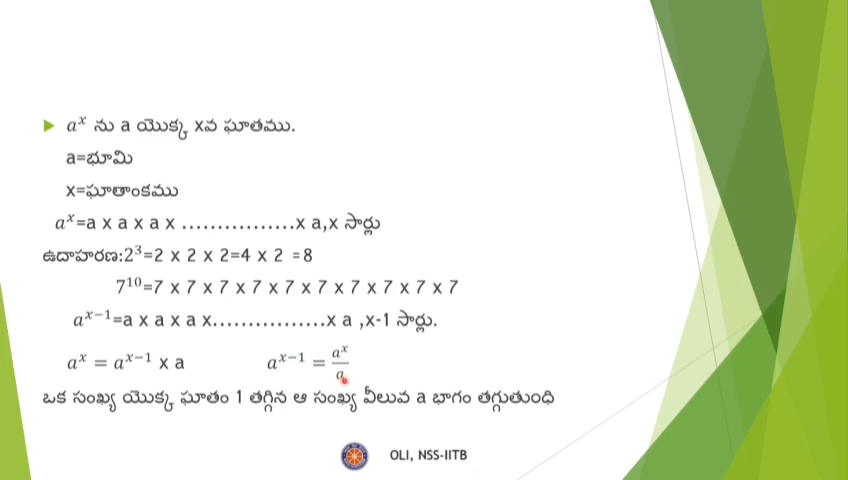 aˣ ను a యొక్క xవ ఘాతము.
a=భూమి
x=ఘాతాంకము
aˣ=a x a x a x ................x a,x సార్లు
ఉదాహరణ:2³=2 x 2 x 2=4 x 2 =8
7¹⁰=7 x 7 x 7 x 7 x 7 x 7 x 7 x 7 x 7 x 7
aˣ⁻¹=a x a x a x................x a ,x-1 సార్లు.
aˣ = aˣ⁻¹ x a aˣ⁻¹ = aˣ/a
ఒక సంఖ్య యొక్క ఘాతం 1 తగ్గిన ఆ సంఖ్య వీలువ a భాగం తగ్గుతుంది
OLI, NSS-IITB